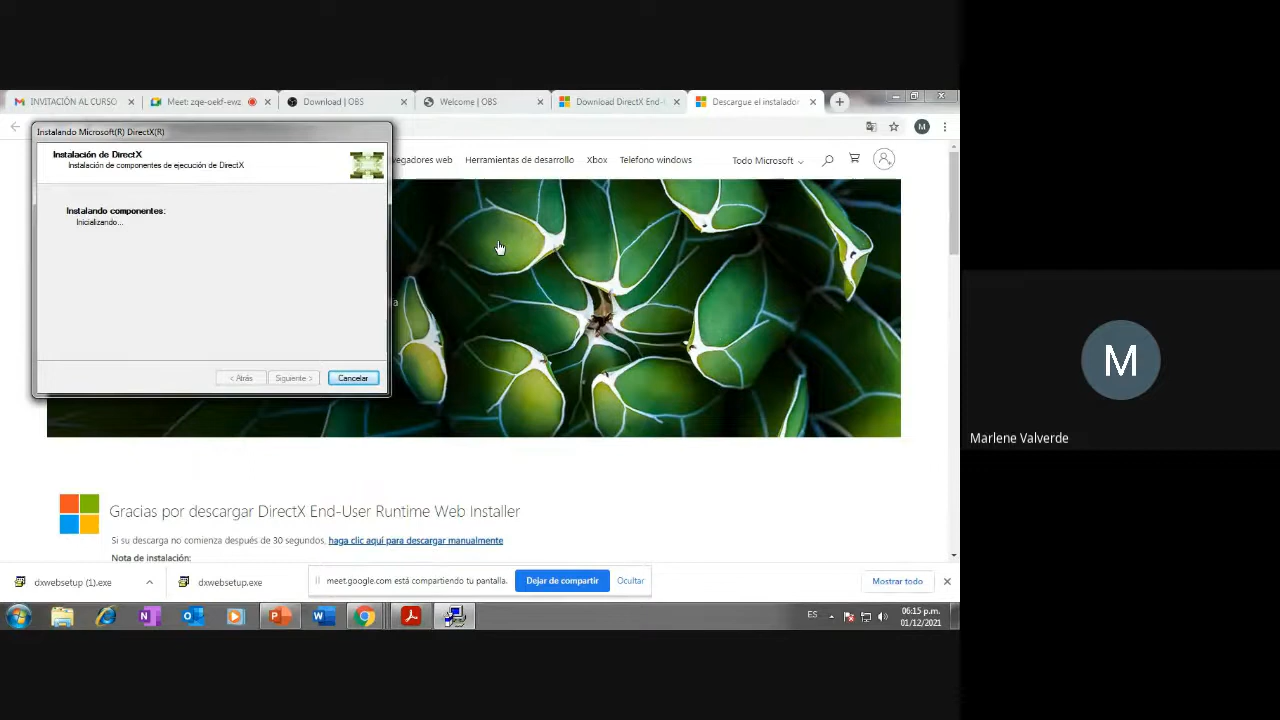 INVITACIÓN AL CURSO
Meet: zqe-oekf-ewz
Download | OBS
Welcome | OBS
Download DirectX End-
Descargue el instalador
M
Instalando Microsoft(R) DirectX(R)
Instalación de DirectX
Instalación de componentes de ejecución de DirectX
Instalando componentes:
Inicializando...
< Atrás
Siguiente >
Cancelar
vegadores web
Herramientas de desarrollo
Xbox
Telefono windows
Todo Microsoft
a
Gracias por descargar DirectX End-User Runtime Web Installer
Si su descarga no comienza después de 30 segundos, haga clic aquí para descargar manualmente
Nota de instalación:
dxwebsetup (1).exe
dxwebsetup.exe
meet.google.com está compartiendo tu pantalla.
Dejar de compartir
Ocultar
Mostrar todo
ES
06:15 p.m.
01/12/2021
M
Marlene Valverde